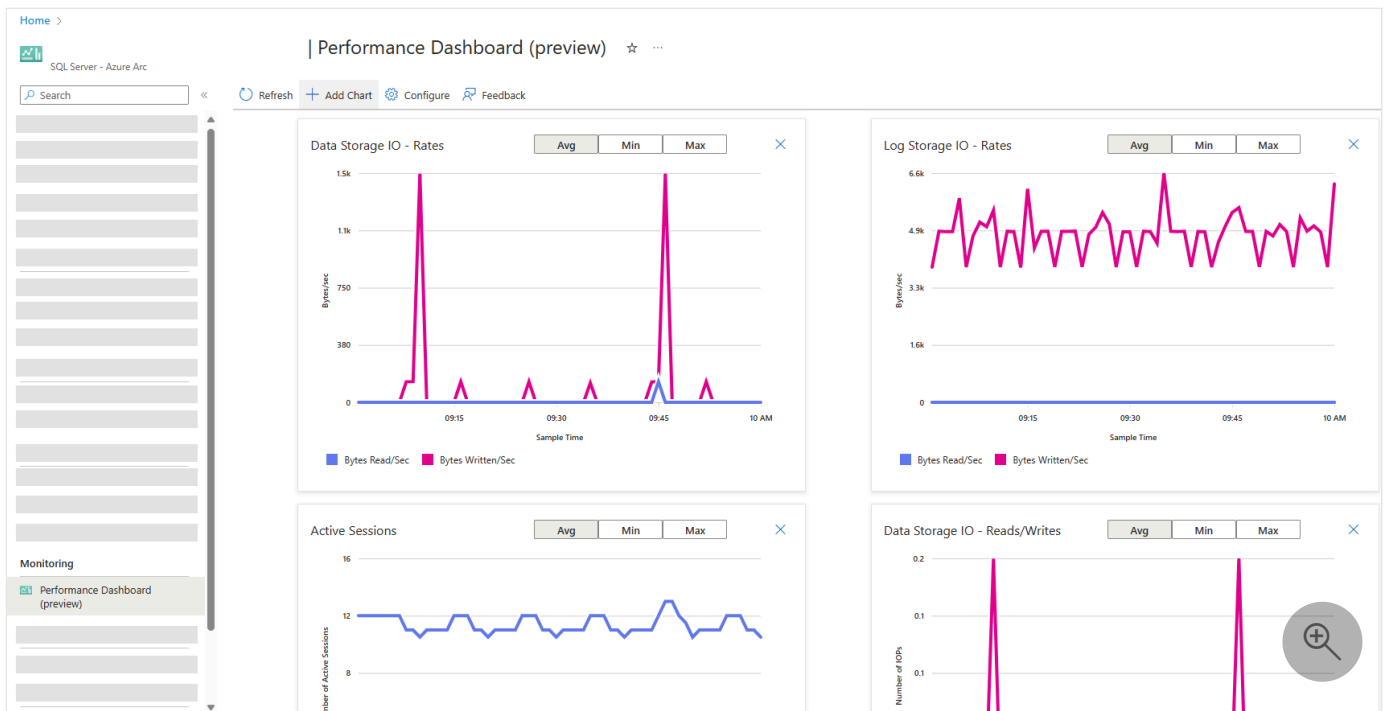 Home >
SQL Server - Azure Arc
| Performance Dashboard (preview) ☆ ...
Search «
Refresh + Add Chart Configure Feedback
Monitoring
Performance Dashboard
(preview)
Data Storage IO - Rates
Avg Min Max
1.5k
1.1k
750
380
0
Bytes/sec
09:15 09:30 09:45 10 AM
Sample Time
Bytes Read/Sec Bytes Written/Sec
Log Storage IO - Rates
Avg Min Max
6.6k
4.9k
3.3k
1.6k
0
Bytes/sec
09:15 09:30 09:45 10 AM
Sample Time
Bytes Read/Sec Bytes Written/Sec
Active Sessions
Avg Min Max
16
12
8
mber of Active Sessions
Data Storage IO - Reads/Writes
Avg Min Max
0.2
0.1
0.1
Number of IOPs